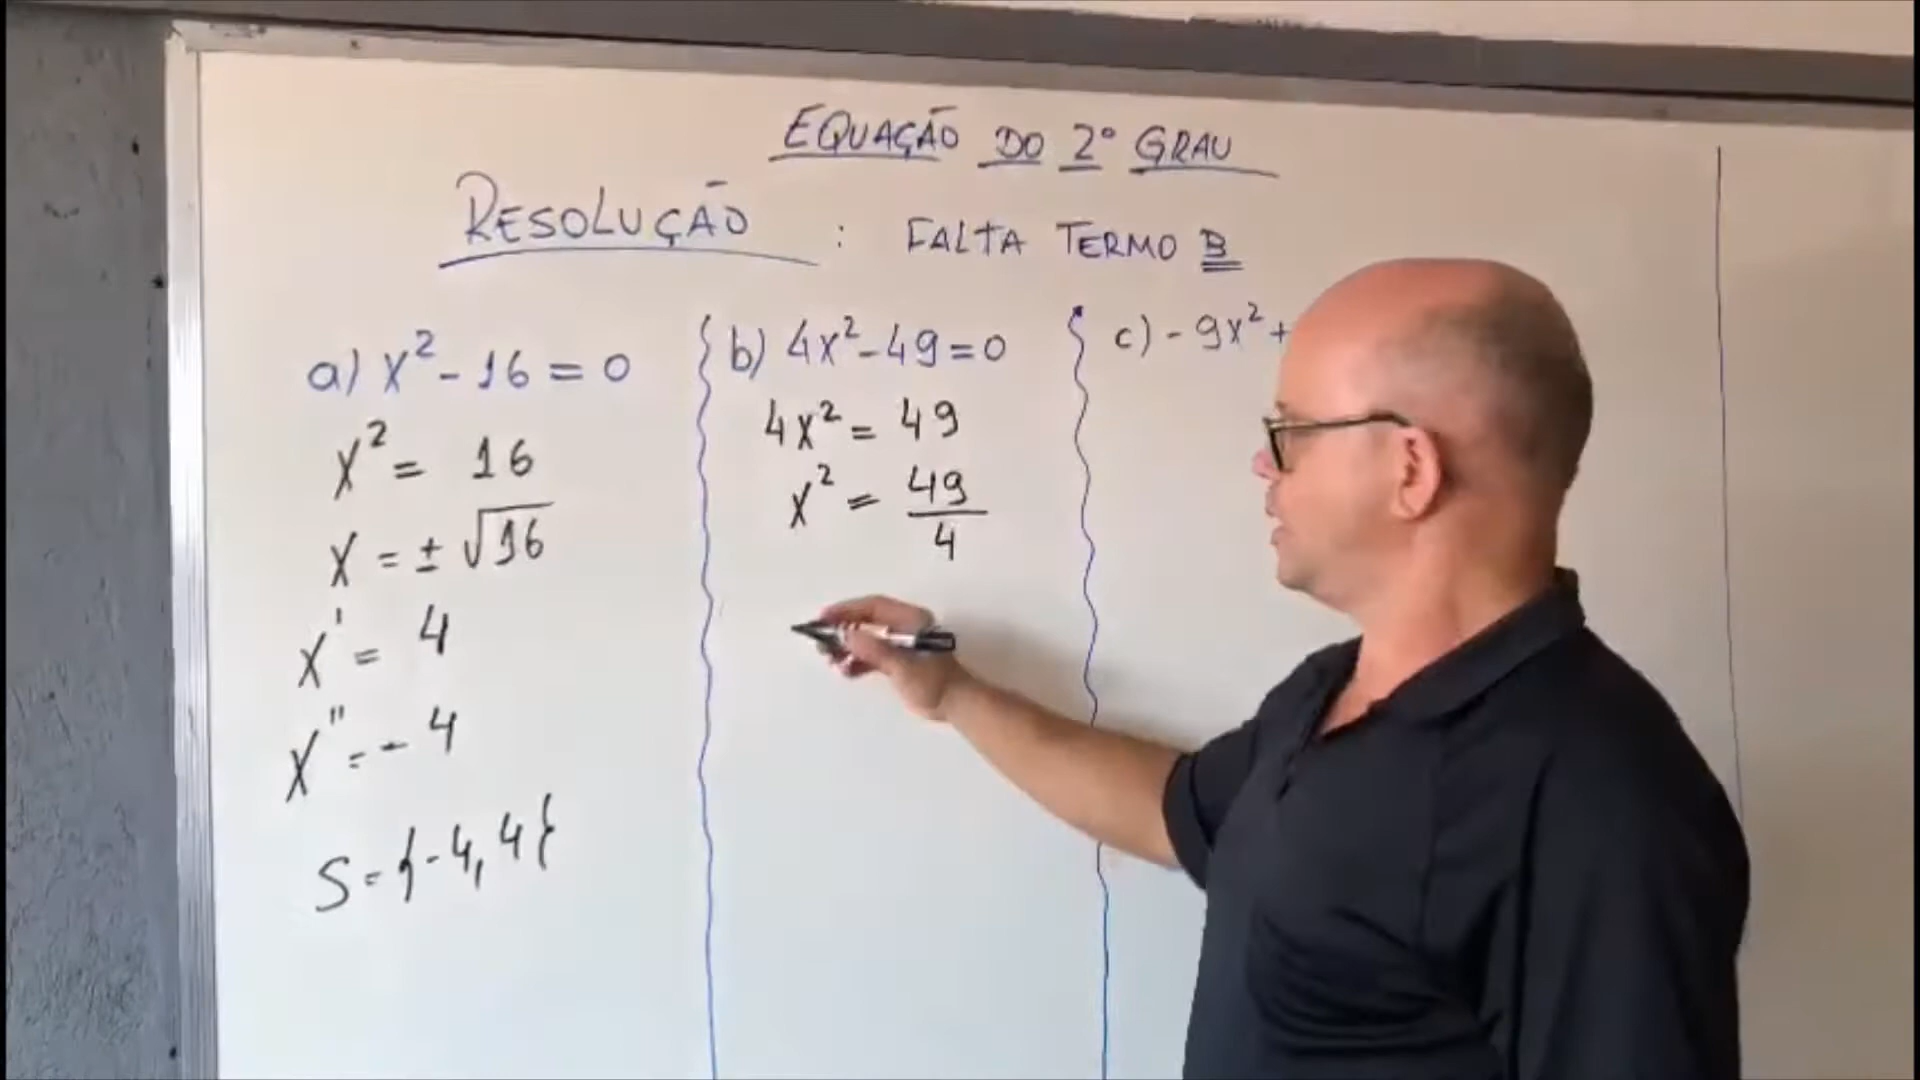 EQUAÇÃO DO 2º GRAU
RESOLUÇÃO : FALTA TERMO B
a) x² - 16 = 0
x² = 16
x = ± √16
x' = 4
x'' = - 4
S = {-4, 4}
b) 4x² - 49 = 0
4x² = 49
x² = 49/4
c) - 9x² +